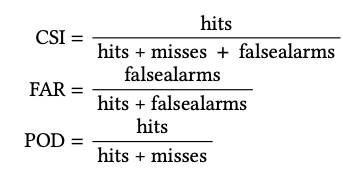 CSI = hits / hits + misses + falsealarms
FAR = falsealarms / hits + falsealarms
POD = hits / hits + misses